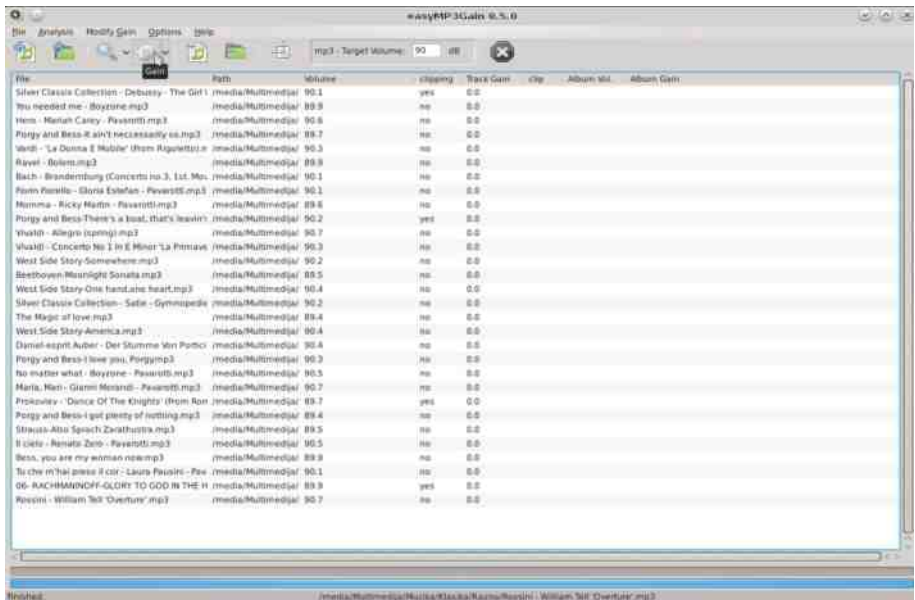 easyMP3Gain 0.5.0
File Analysis Modify Gain Options Help
mp3 - Target Volume: 90 dB
Gain
File Path Volume clipping Track Gain clip Album Vol. Album Gain
Silver Classix Collection - Debussy - The Girl /media/Multimedija/ 90.1 yes 0.0
You needed me - Boyzone.mp3 /media/Multimedija/ 89.9 no 0.0
Hero - Mariah Carey - Pavarotti.mp3 /media/Multimedija/ 90.6 no 0.0
Porgy and Bess-It ain't neccessarily so.mp3 /media/Multimedija/ 89.7 no 0.0
Verdi - 'La Donna E Mobile' (from Rigoletto) /media/Multimedija/ 90.3 no 0.0
Ravel - Bolero.mp3 /media/Multimedija/ 89.9 no 0.0
Bach - Brandernburg (Concerto no.3, 1st. Mov. /media/Multimedija/ 90.1 no 0.0
Fiorello - Gloria Estefan - Pavarotti.mp3 /media/Multimedija/ 90.1 no 0.0
Mamma - Ricky Martin - Pavarotti.mp3 /media/Multimedija/ 89.6 no 0.0
Porgy and Bess-There's a boat, that's leavin' /media/Multimedija/ 90.2 yes 0.0
Vivaldi - Allegro (spring).mp3 /media/Multimedija/ 90.7 no 0.0
Vivaldi - Concerto No 1 In E Minor 'La Primave /media/Multimedija/ 90.3 no 0.0
West Side Story-Somewhere.mp3 /media/Multimedija/ 90.2 no 0.0
Beethoven-Moonlight Sonata.mp3 /media/Multimedija/ 89.5 no 0.0
West Side Story-One hand,one heart.mp3 /media/Multimedija/ 90.4 no 0.0
Silver Classix Collection - Satie - Gymnopedie /media/Multimedija/ 90.2 no 0.0
The Magic of love.mp3 /media/Multimedija/ 89.4 no 0.0
West Side Story-America.mp3 /media/Multimedija/ 90.4 no 0.0
Daniel-esprit Auber - Der Stumme Von Portici /media/Multimedija/ 90.4 no 0.0
Porgy and Bess-I love you, Porgy.mp3 /media/Multimedija/ 90.3 no 0.0
No matter what - Boyzone - Pavarotti.mp3 /media/Multimedija/ 90.5 no 0.0
Maria, Mari - Gianni Morandi - Pavarotti.mp3 /media/Multimedija/ 90.7 no 0.0
Prokoviev - 'Dance Of The Knights' (from Rom /media/Multimedija/ 89.7 yes 0.0
Porgy and Bess-I got plenty of nothing.mp3 /media/Multimedija/ 89.4 no 0.0
Strauss-Also Sprach Zarathustra.mp3 /media/Multimedija/ 89.5 no 0.0
Il cielo - Renato Zero - Pavarotti.mp3 /media/Multimedija/ 90.5 no 0.0
Bess, you are my woman now.mp3 /media/Multimedija/ 89.9 no 0.0
Tu che m'hai preso il cor - Laura Pausini - Pav /media/Multimedija/ 90.1 no 0.0
06- RACHMANINOFF-GLORY TO GOD IN THE H /media/Multimedija/ 89.9 yes 0.0
Rossini - William Tell 'Overture'.mp3 /media/Multimedija/ 90.7 no 0.0
finished. /media/Multimedija/Muzika/Klasika/Razno/Rossini - William Tell 'Overture'.mp3